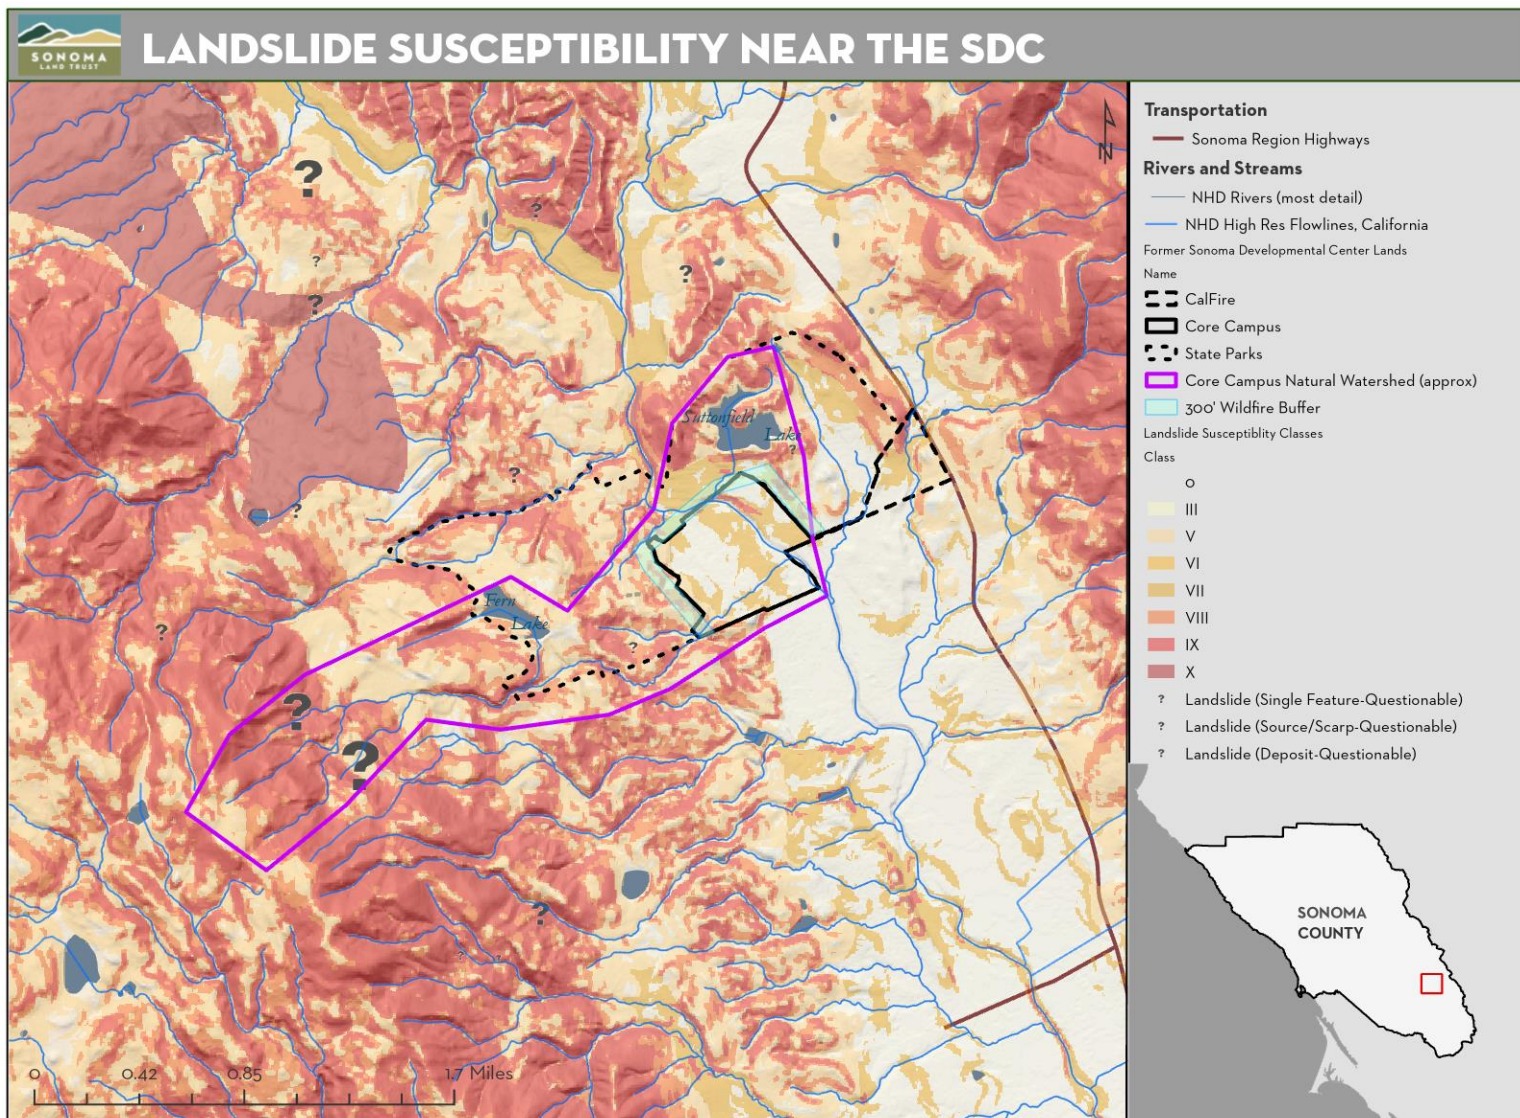 SONOMA
LAND TRUST
LANDSLIDE SUSCEPTIBILITY NEAR THE SDC
?
?
?
?
?
N
Suttonfield
Lake
?
?
?
Fern
Lake
?
?
?
?
?
?
?
0 0.42 0.85 1.7 Miles
Transportation
Sonoma Region Highways
Rivers and Streams
NHD Rivers (most detail)
NHD High Res Flowlines, California
Former Sonoma Developmental Center Lands
Name
CalFire
Core Campus
State Parks
Core Campus Natural Watershed (approx)
300' Wildfire Buffer
Landslide Susceptiblity Classes
Class
0
III
V
VI
VII
VIII
IX
X
? Landslide (Single Feature-Questionable)
? Landslide (Source/Scarp-Questionable)
? Landslide (Deposit-Questionable)
SONOMA
COUNTY